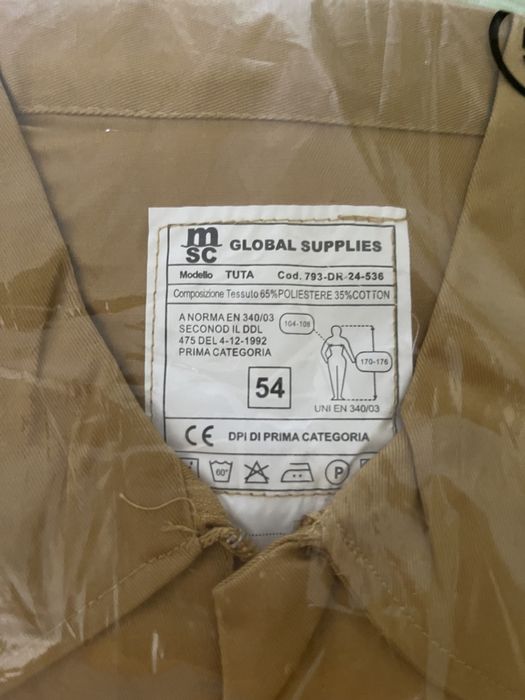 m
SC
GLOBAL SUPPLIES
Modello TUTA Cod. 793-DR-24-536
Composizione Tessuto 65%POLIESTERE 35%COTTON
A NORMA EN 340/03
SECONOD IL DDL
475 DEL 4-12-1992
PRIMA CATEGORIA
104-108
170-176
54
UNI EN 340/03
CE DPI DI PRIMA CATEGORIA
60°
P